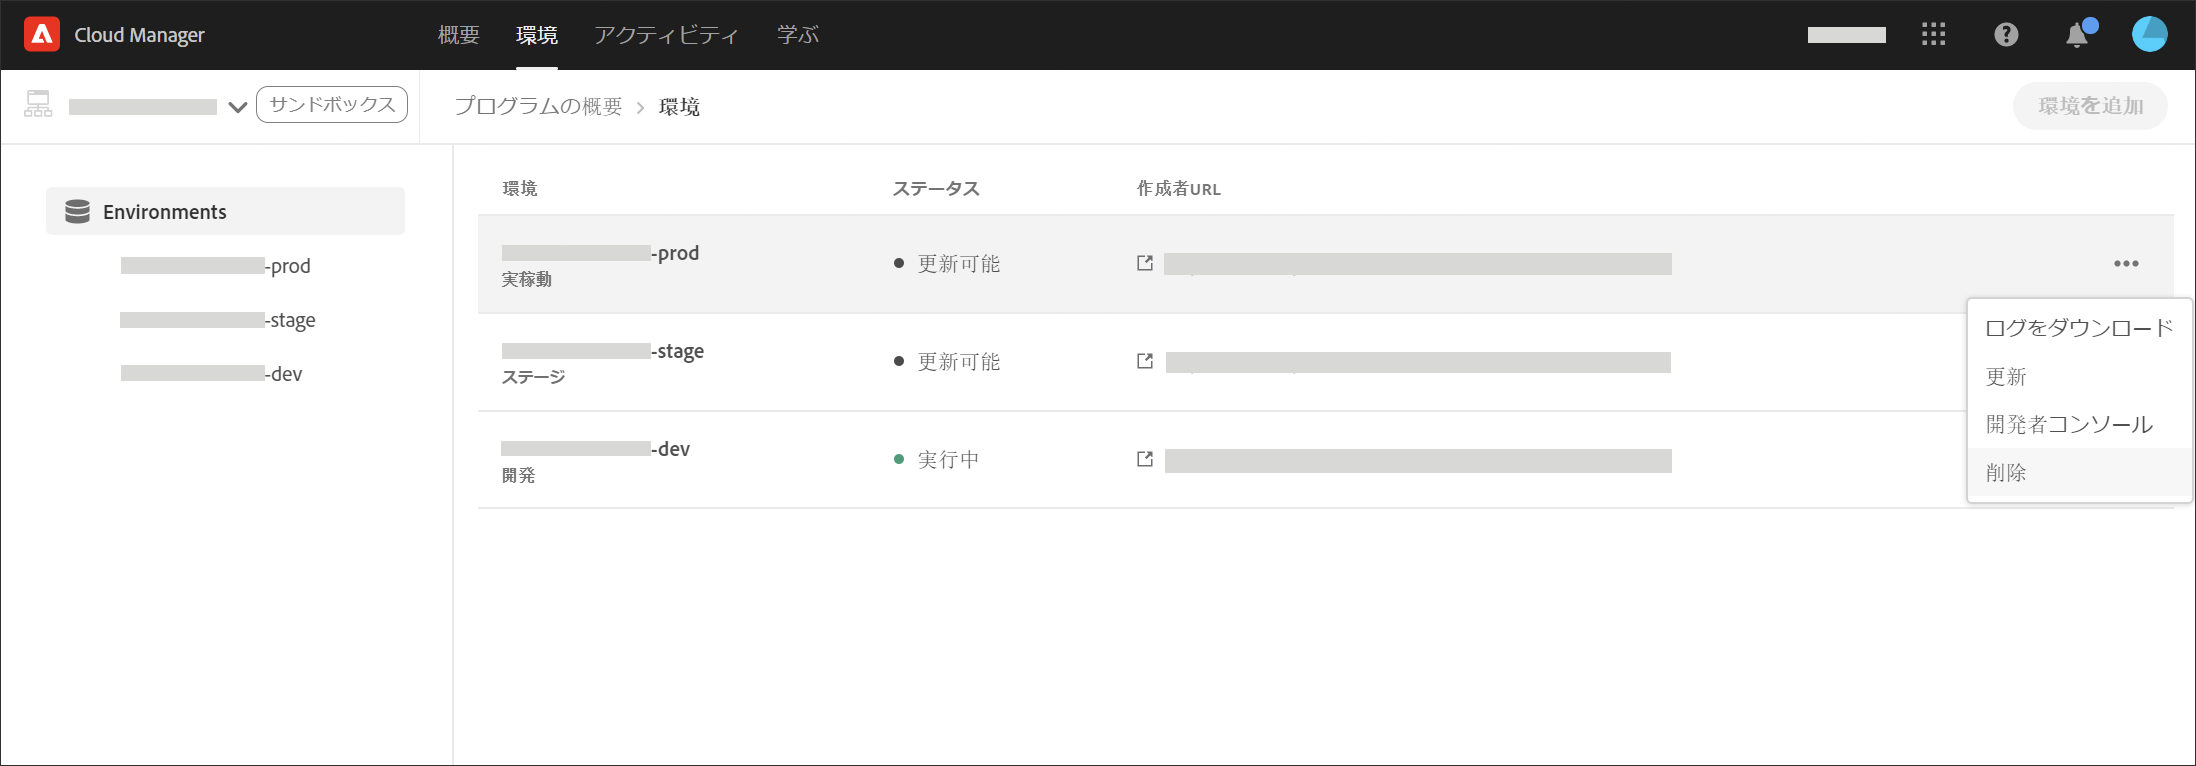 Cloud Manager 概要 環境 アクティビティ 学ぶ
サンドボックス プログラムの概要 > 環境 環境を追加
Environments
-prod
-stage
-dev
環境 ステータス 作成者URL
-prod
実稼動
更新可能
-stage
ステージ
更新可能
-dev
開発
実行中
ログをダウンロード
更新
開発者コンソール
削除